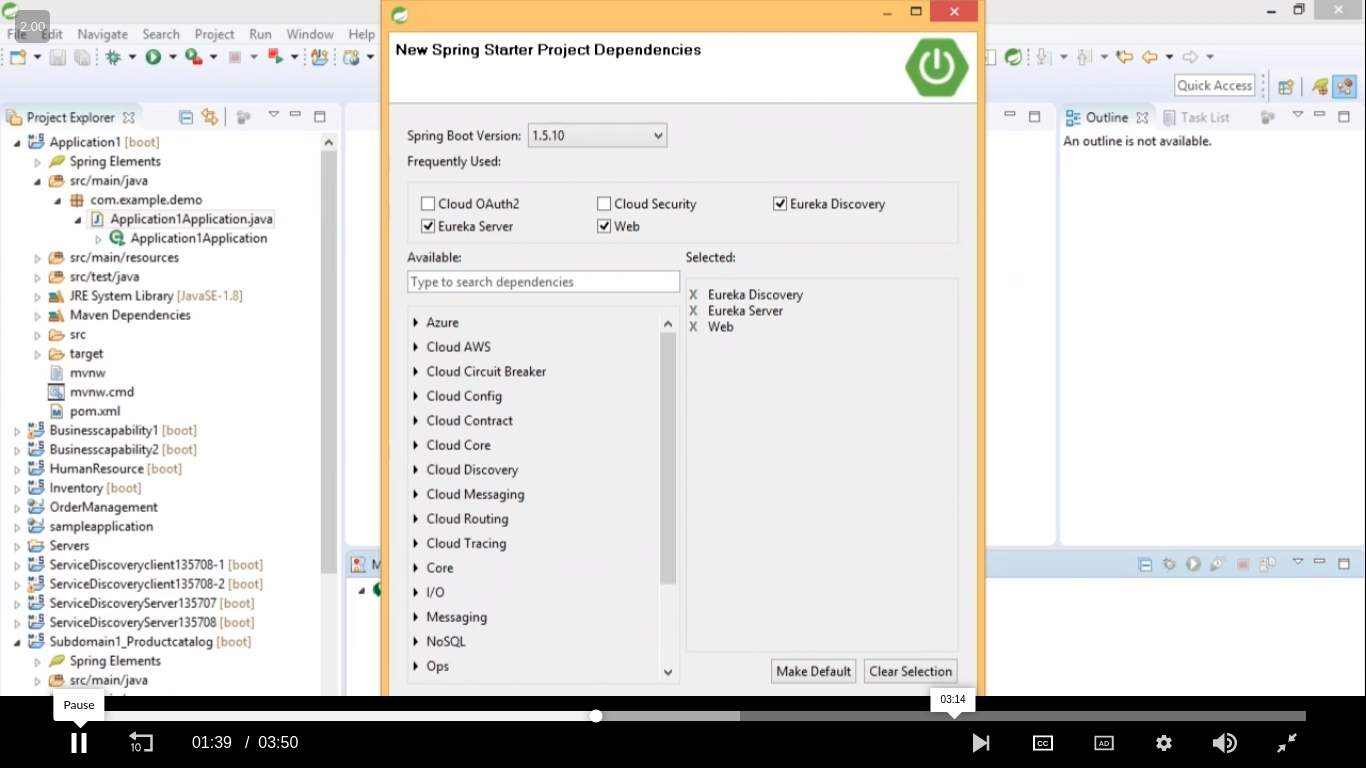 2.00
File Edit Navigate Search Project Run Window Help
New Spring Starter Project Dependencies
Quick Access
Project Explorer
Application1 [boot]
Spring Elements
src/main/java
com.example.demo
Application1Application.java
Application1Application
src/main/resources
src/test/java
JRE System Library [JavaSE-1.8]
Maven Dependencies
src
target
mvnw
mvnw.cmd
pom.xml
Businesscapability1 [boot]
Businesscapability2 [boot]
HumanResource [boot]
Inventory [boot]
OrderManagement
sampleapplication
Servers
ServiceDiscoveryclient135708-1 [boot]
ServiceDiscoveryclient135708-2 [boot]
ServiceDiscoveryServer135707 [boot]
ServiceDiscoveryServer135708 [boot]
Subdomain1_Productcatalog [boot]
Spring Elements
src/main/java
Spring Boot Version: 1.5.10
Frequently Used:
Cloud OAuth2 Cloud Security Eureka Discovery
Eureka Server Web
Available: Selected:
Type to search dependencies
Azure
Cloud AWS
Cloud Circuit Breaker
Cloud Config
Cloud Contract
Cloud Core
Cloud Discovery
Cloud Messaging
Cloud Routing
Cloud Tracing
Core
I/O
Messaging
NoSQL
Ops
X Eureka Discovery
X Eureka Server
X Web
Make Default Clear Selection
Outline Task List
An outline is not available.
M
Pause
03:14
10 01:39 / 03:50 CC AD